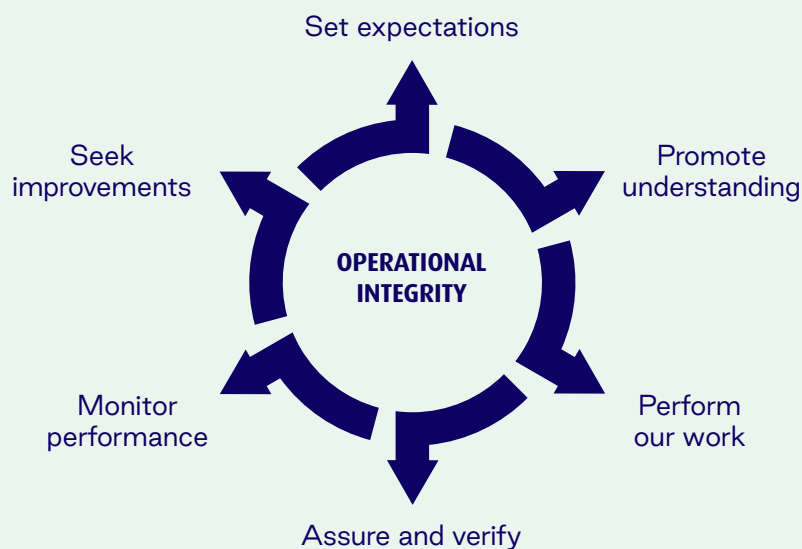 Set expectations
Promote
understanding
Perform
our work
Assure and verify
Monitor
performance
Seek
improvements
OPERATIONAL
INTEGRITY